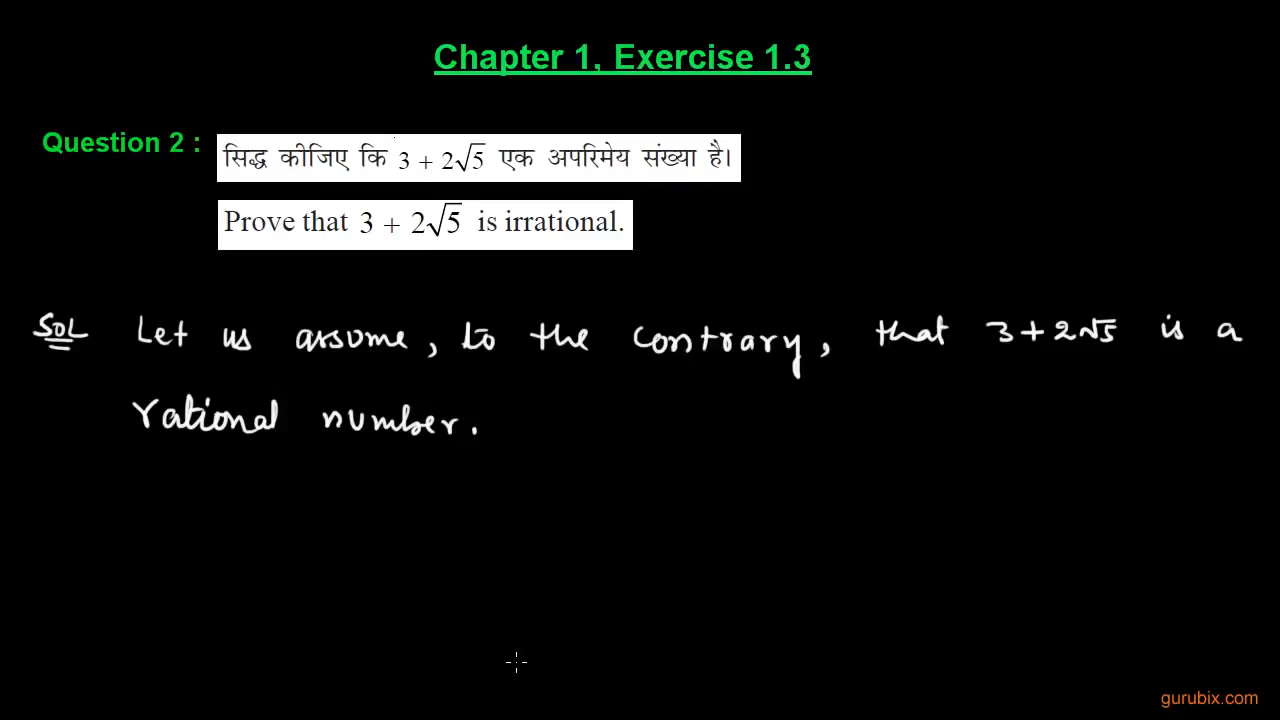 Chapter 1, Exercise 1.3
Question 2 :
सिद्ध कीजिए कि 3 + 2√5 एक अपरिमेय संख्या है।
Prove that 3 + 2√5 is irrational.
SOL Let us assume, to the contrary, that 3 + 2√5 is a
rational number.
gurubix.com